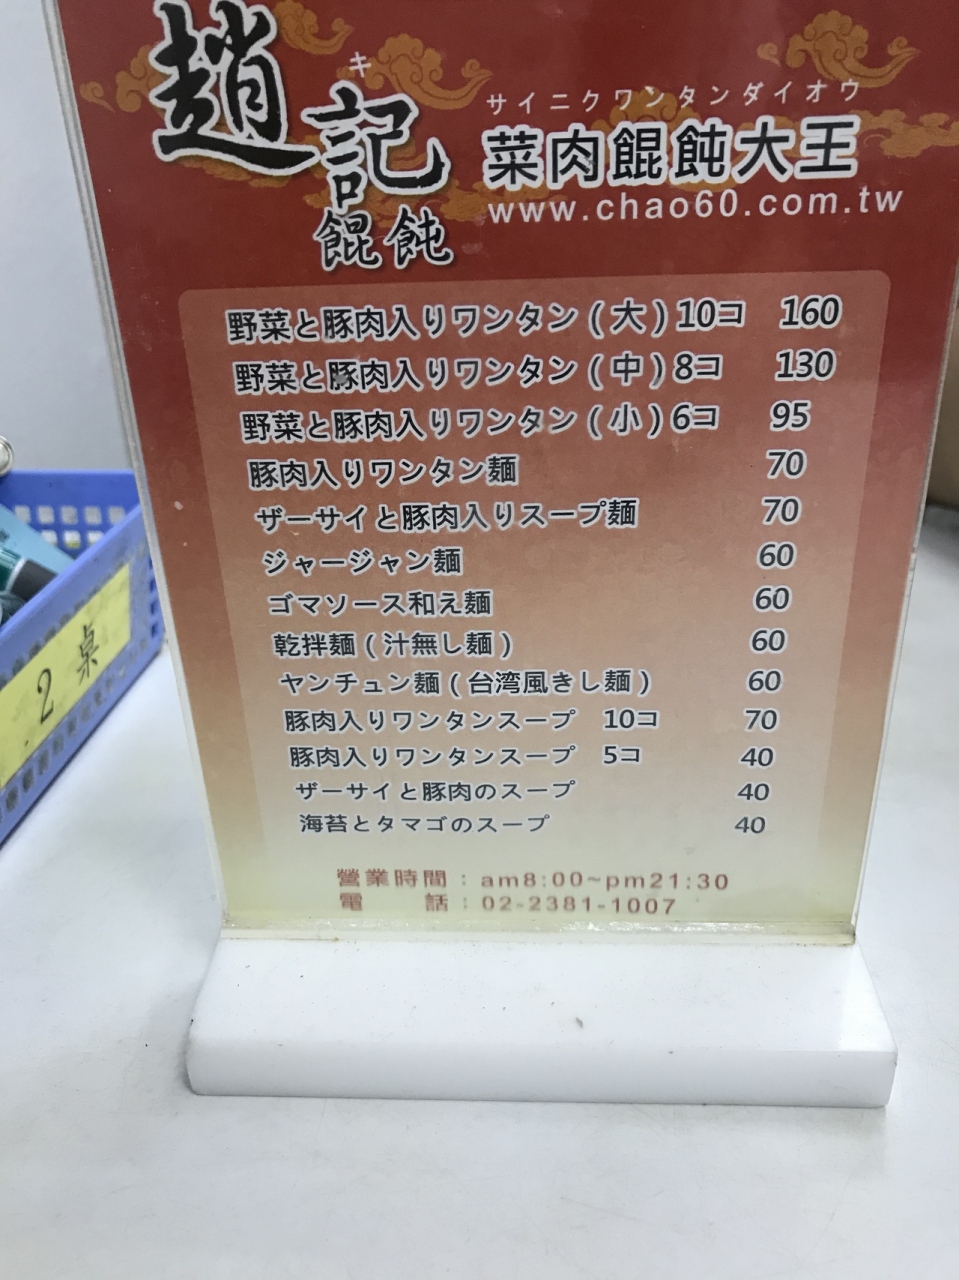 趙記
キ
餛飩
サイニクワンタンダイオウ
菜肉餛飩大王
www.chao60.com.tw
野菜と豚肉入りワンタン(大)10コ 160
野菜と豚肉入りワンタン(中)8コ 130
野菜と豚肉入りワンタン(小)6コ 95
豚肉入りワンタン麺 70
ザーサイと豚肉入りスープ麺 70
ジャージャン麺 60
ゴマソース和え麺 60
乾拌麺(汁無し麺) 60
ヤンチュン麺(台湾風きし麺) 60
豚肉入りワンタンスープ 10コ 70
豚肉入りワンタンスープ 5コ 40
ザーサイと豚肉のスープ 40
海苔とタマゴのスープ 40
營業時間:am8:00~pm21:30
電 話:02-2381-1007
2桌